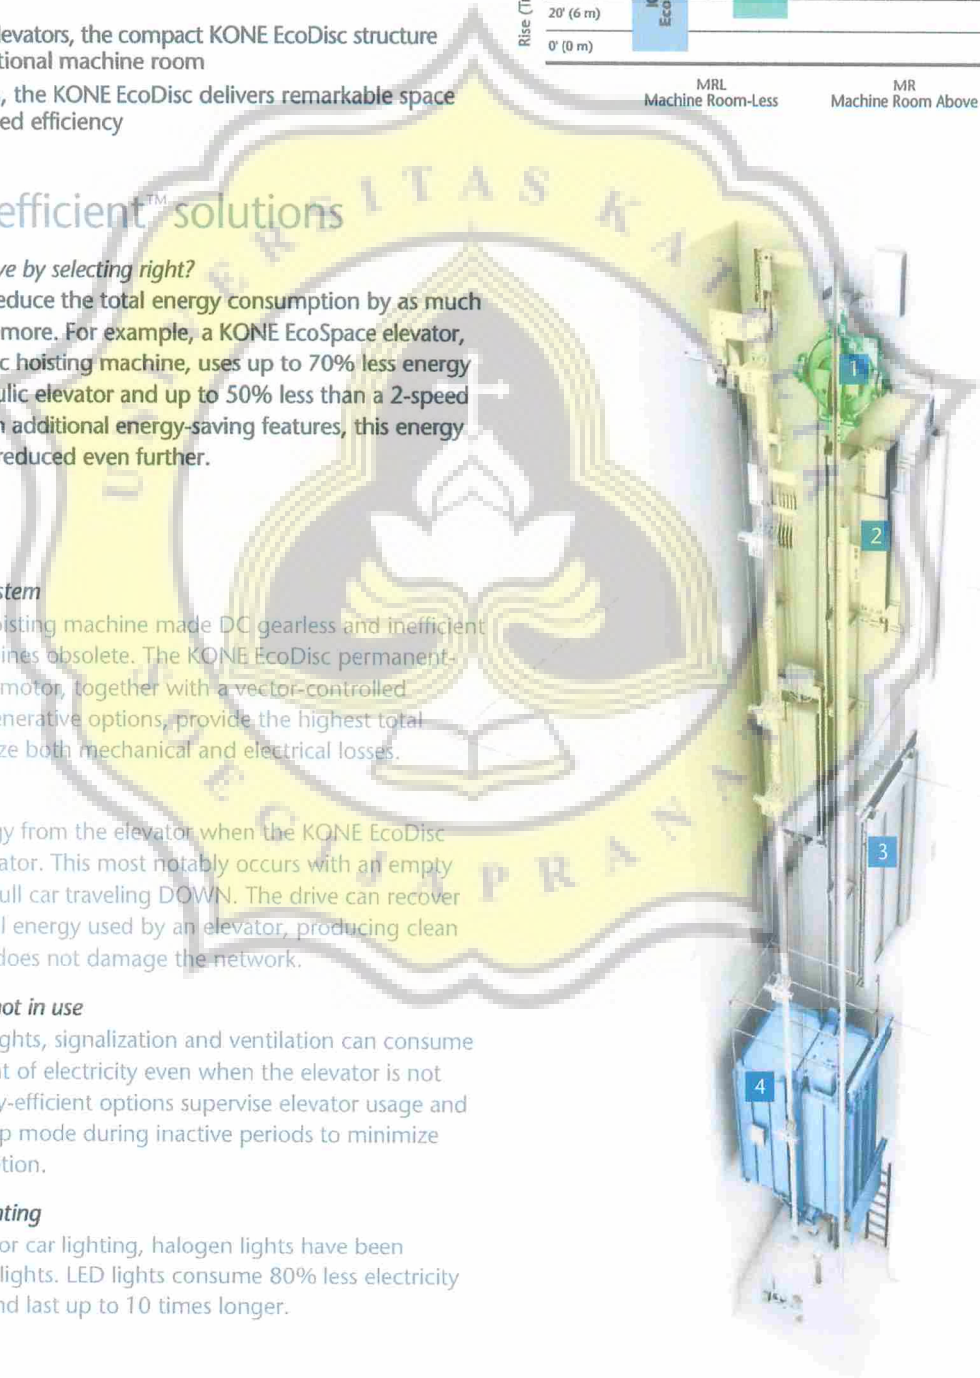 levators, the compact KONE EcoDisc structure
tional machine room
, the KONE EcoDisc delivers remarkable space
ed efficiency
efficient™ solutions
ve by selecting right?
educe the total energy consumption by as much
more. For example, a KONE EcoSpace elevator,
c hoisting machine, uses up to 70% less energy
ulic elevator and up to 50% less than a 2-speed
n additional energy-saving features, this energy
reduced even further.
stem
isting machine made DC gearless and inefficient
ines obsolete. The KONE EcoDisc permanent-
motor, together with a vector-controlled
enerative options, provide the highest total
ze both mechanical and electrical losses.
gy from the elevator when the KONE EcoDisc
ator. This most notably occurs with an empty
ull car traveling DOWN. The drive can recover
l energy used by an elevator, producing clean
does not damage the network.
not in use
ghts, signalization and ventilation can consume
t of electricity even when the elevator is not
y-efficient options supervise elevator usage and
p mode during inactive periods to minimize
tion.
hting
or car lighting, halogen lights have been
lights. LED lights consume 80% less electricity
nd last up to 10 times longer.
Rise (T
20' (6 m)
0' (0 m)
K
Eco
MRL
Machine Room-Less
MR
Machine Room Above
1
2
3
4
UNIVERSITAS KATOLIK
SOEGIJAPRANATA